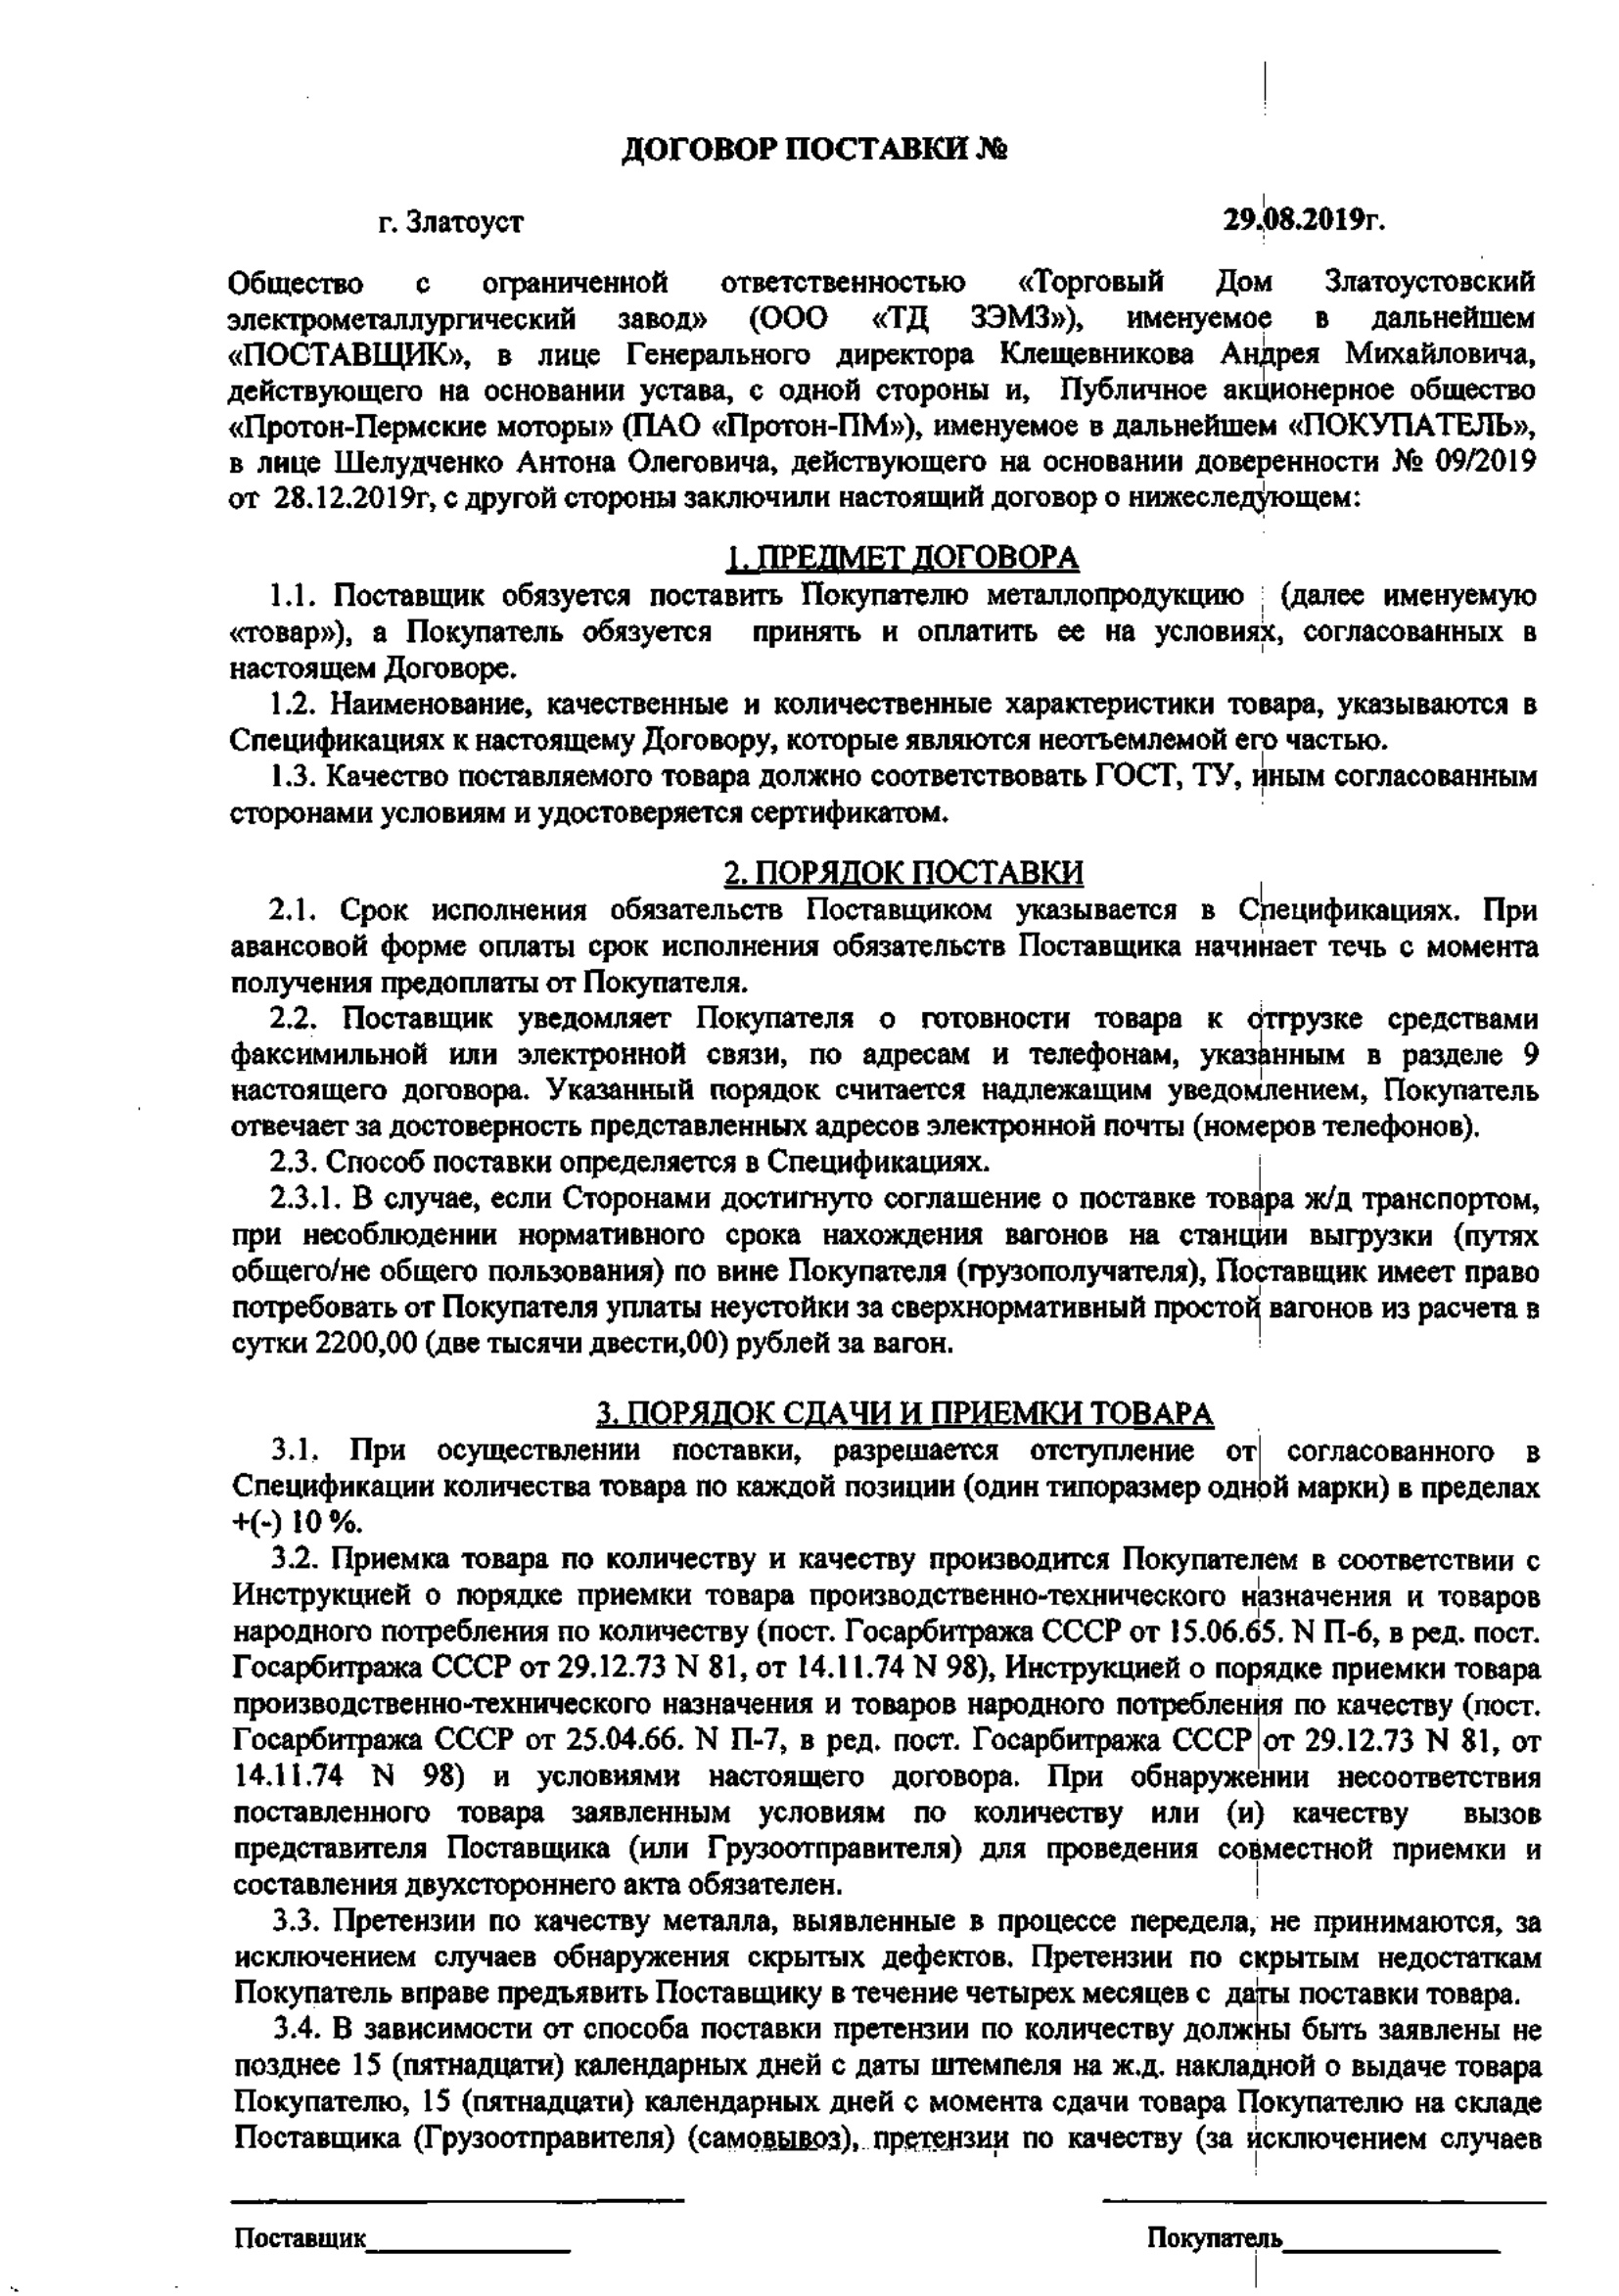 ДОГОВОР ПОСТАВКИ №
г. Златоуст 29.08.2019г.
Общество с ограниченной ответственностью «Торговый Дом Златоустовский
электрометаллургический завод» (ООО «ТД ЗЭМЗ»), именуемое в дальнейшем
«ПОСТАВЩИК», в лице Генерального директора Клещевникова Андрея Михайловича,
действующего на основании устава, с одной стороны и, Публичное акционерное общество
«Протон-Пермские моторы» (ПАО «Протон-ПМ»), именуемое в дальнейшем «ПОКУПАТЕЛЬ»,
в лице Шелудченко Антона Олеговича, действующего на основании доверенности № 09/2019
от 28.12.2019г, с другой стороны заключили настоящий договор о нижеследующем:
1. ПРЕДМЕТ ДОГОВОРА
1.1. Поставщик обязуется поставить Покупателю металлопродукцию (далее именуемую
«товар»), а Покупатель обязуется принять и оплатить ее на условиях, согласованных в
настоящем Договоре.
1.2. Наименование, качественные и количественные характеристики товара, указываются в
Спецификациях к настоящему Договору, которые являются неотъемлемой его частью.
1.3. Качество поставляемого товара должно соответствовать ГОСТ, ТУ, иным согласованным
сторонами условиям и удостоверяется сертификатом.
2. ПОРЯДОК ПОСТАВКИ
2.1. Срок исполнения обязательств Поставщиком указывается в Спецификациях. При
авансовой форме оплаты срок исполнения обязательств Поставщика начинает течь с момента
получения предоплаты от Покупателя.
2.2. Поставщик уведомляет Покупателя о готовности товара к отгрузке средствами
факсимильной или электронной связи, по адресам и телефонам, указанным в разделе 9
настоящего договора. Указанный порядок считается надлежащим уведомлением, Покупатель
отвечает за достоверность представленных адресов электронной почты (номеров телефонов).
2.3. Способ поставки определяется в Спецификациях.
2.3.1. В случае, если Сторонами достигнуто соглашение о поставке товара ж/д транспортом,
при несоблюдении нормативного срока нахождения вагонов на станции выгрузки (путях
общего/не общего пользования) по вине Покупателя (грузополучателя), Поставщик имеет право
потребовать от Покупателя уплаты неустойки за сверхнормативный простой вагонов из расчета в
сутки 2200,00 (две тысячи двести,00) рублей за вагон.
3. ПОРЯДОК СДАЧИ И ПРИЕМКИ ТОВАРА
3.1. При осуществлении поставки, разрешается отступление от согласованного в
Спецификации количества товара по каждой позиции (один типоразмер одной марки) в пределах
+(-) 10 %.
3.2. Приемка товара по количеству и качеству производится Покупателем в соответствии с
Инструкцией о порядке приемки товара производственно-технического назначения и товаров
народного потребления по количеству (пост. Госарбитража СССР от 15.06.65. N П-6, в ред. пост.
Госарбитража СССР от 29.12.73 N 81, от 14.11.74 N 98), Инструкцией о порядке приемки товара
производственно-технического назначения и товаров народного потребления по качеству (пост.
Госарбитража СССР от 25.04.66. N П-7, в ред. пост. Госарбитража СССР от 29.12.73 N 81, от
14.11.74 N 98) и условиями настоящего договора. При обнаружении несоответствия
поставленного товара заявленным условиям по количеству или (и) качеству вызов
представителя Поставщика (или Грузоотправителя) для проведения совместной приемки и
составления двухстороннего акта обязателен.
3.3. Претензии по качеству металла, выявленные в процессе передела, не принимаются, за
исключением случаев обнаружения скрытых дефектов. Претензии по скрытым недостаткам
Покупатель вправе предъявить Поставщику в течение четырех месяцев с даты поставки товара.
3.4. В зависимости от способа поставки претензии по количеству должны быть заявлены не
позднее 15 (пятнадцати) календарных дней с даты штемпеля на ж.д. накладной о выдаче товара
Покупателю, 15 (пятнадцати) календарных дней с момента сдачи товара Покупателю на складе
Поставщика (Грузоотправителя) (самовывоз), претензии по качеству (за исключением случаев
Поставщик_______________ Покупатель________________